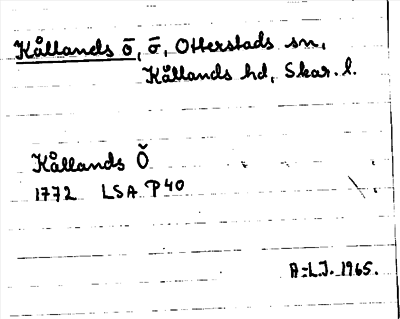 Kållands ō, ō, Otterstads sn,
Kållands hd, Skar. l.
Kållands Ǒ
1772 LSA P40
A.L.J. 1965.